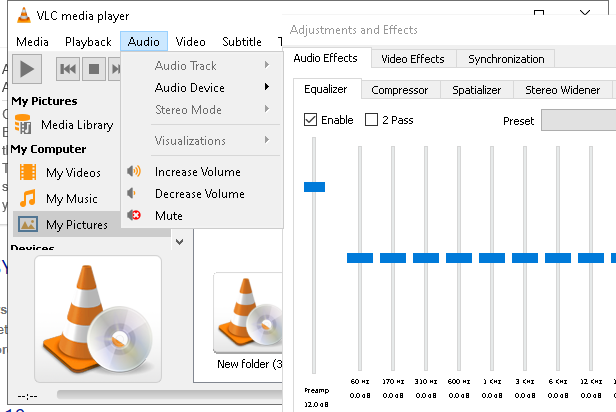 VLC media player
Media Playback Audio Video Subtitle T
Audio Track
Audio Device
Stereo Mode
Visualizations
Increase Volume
Decrease Volume
Mute
My Pictures
Media Library
My Computer
My Videos
My Music
My Pictures
Devices
New folder (3
--:--
Adjustments and Effects
Audio Effects Video Effects Synchronization
Equalizer Compressor Spatializer Stereo Widener
Enable 2 Pass Preset
60 Hz 170 Hz 310 Hz 600 Hz 1 KHz 3 KHz 6 KHz 12 KHz
Preamp 0.0 dB 0.0 dB 0.0 dB 0.0 dB 0.0 dB 0.0 dB 0.0 dB 0.0 dB
12.0 dB